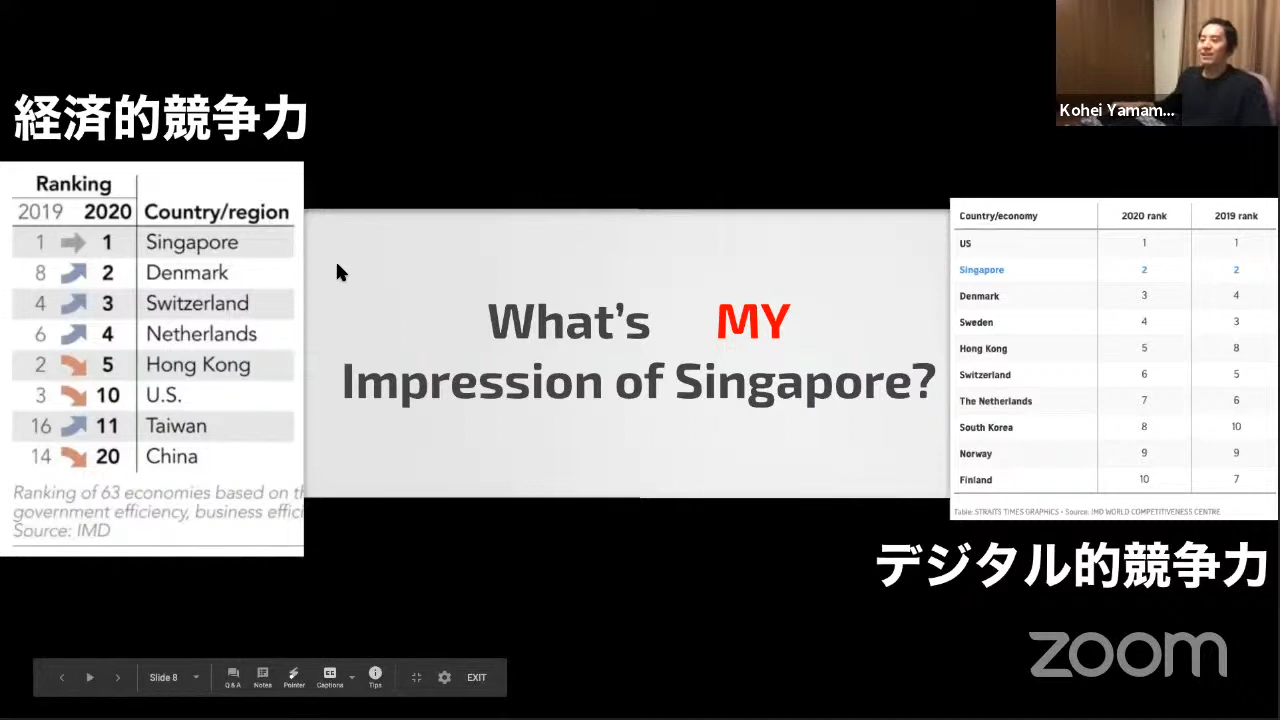 経済的競争力
Kohei Yamam...
Ranking
2019 2020 Country/region
1 1 Singapore
8 2 Denmark
4 3 Switzerland
6 4 Netherlands
2 5 Hong Kong
3 10 U.S.
16 11 Taiwan
14 20 China
Ranking of 63 economies based on
government efficiency, business
Source: IMD
What's MY
Impression of Singapore?
Country/economy 2020 rank 2019 rank
US 1 1
Singapore 2 2
Denmark 3 4
Sweden 4 3
Hong Kong 5 8
Switzerland 6 5
The Netherlands 7 6
South Korea 8 10
Norway 9 9
Finland 10 7
Table: STRAITS TIMES GRAPHICS • Source: IMD WORLD COMPETITIVENESS CENTRE
デジタル的競争力
zoom
Slide 8
Q&A Notes Pointer CC Captions Tips EXIT